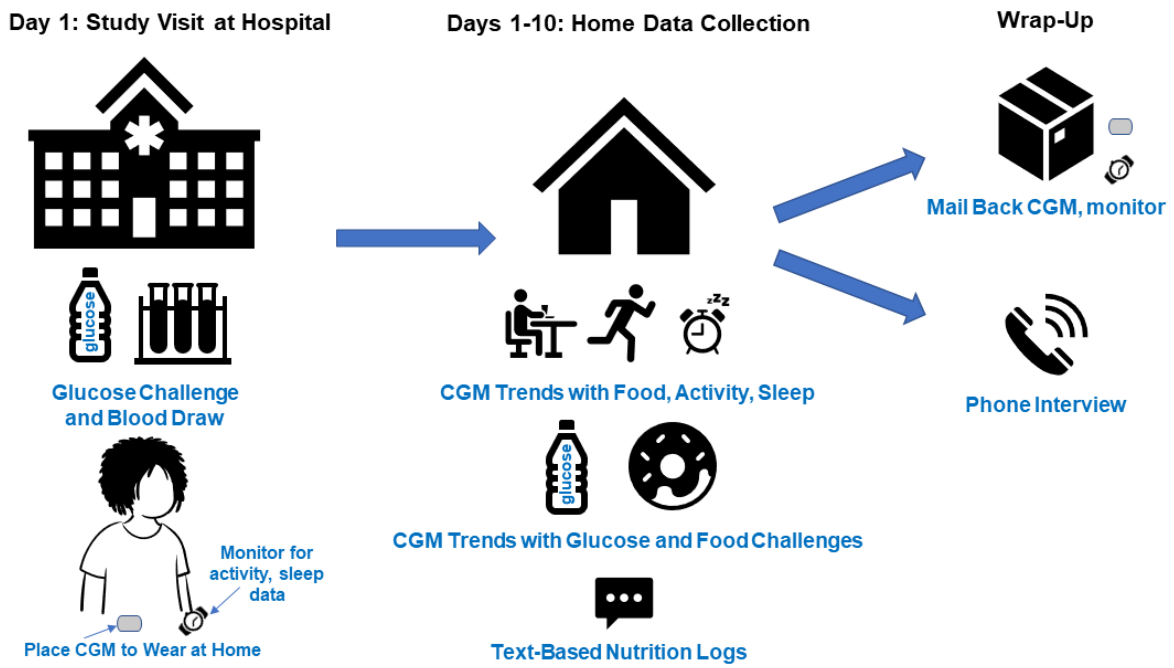 Day 1: Study Visit at Hospital
glucose
Glucose Challenge
and Blood Draw
Monitor for
activity, sleep
data
Place CGM to Wear at Home
Days 1-10: Home Data Collection
zzz
CGM Trends with Food, Activity, Sleep
glucose
CGM Trends with Glucose and Food Challenges
Text-Based Nutrition Logs
Wrap-Up
Mail Back CGM, monitor
Phone Interview